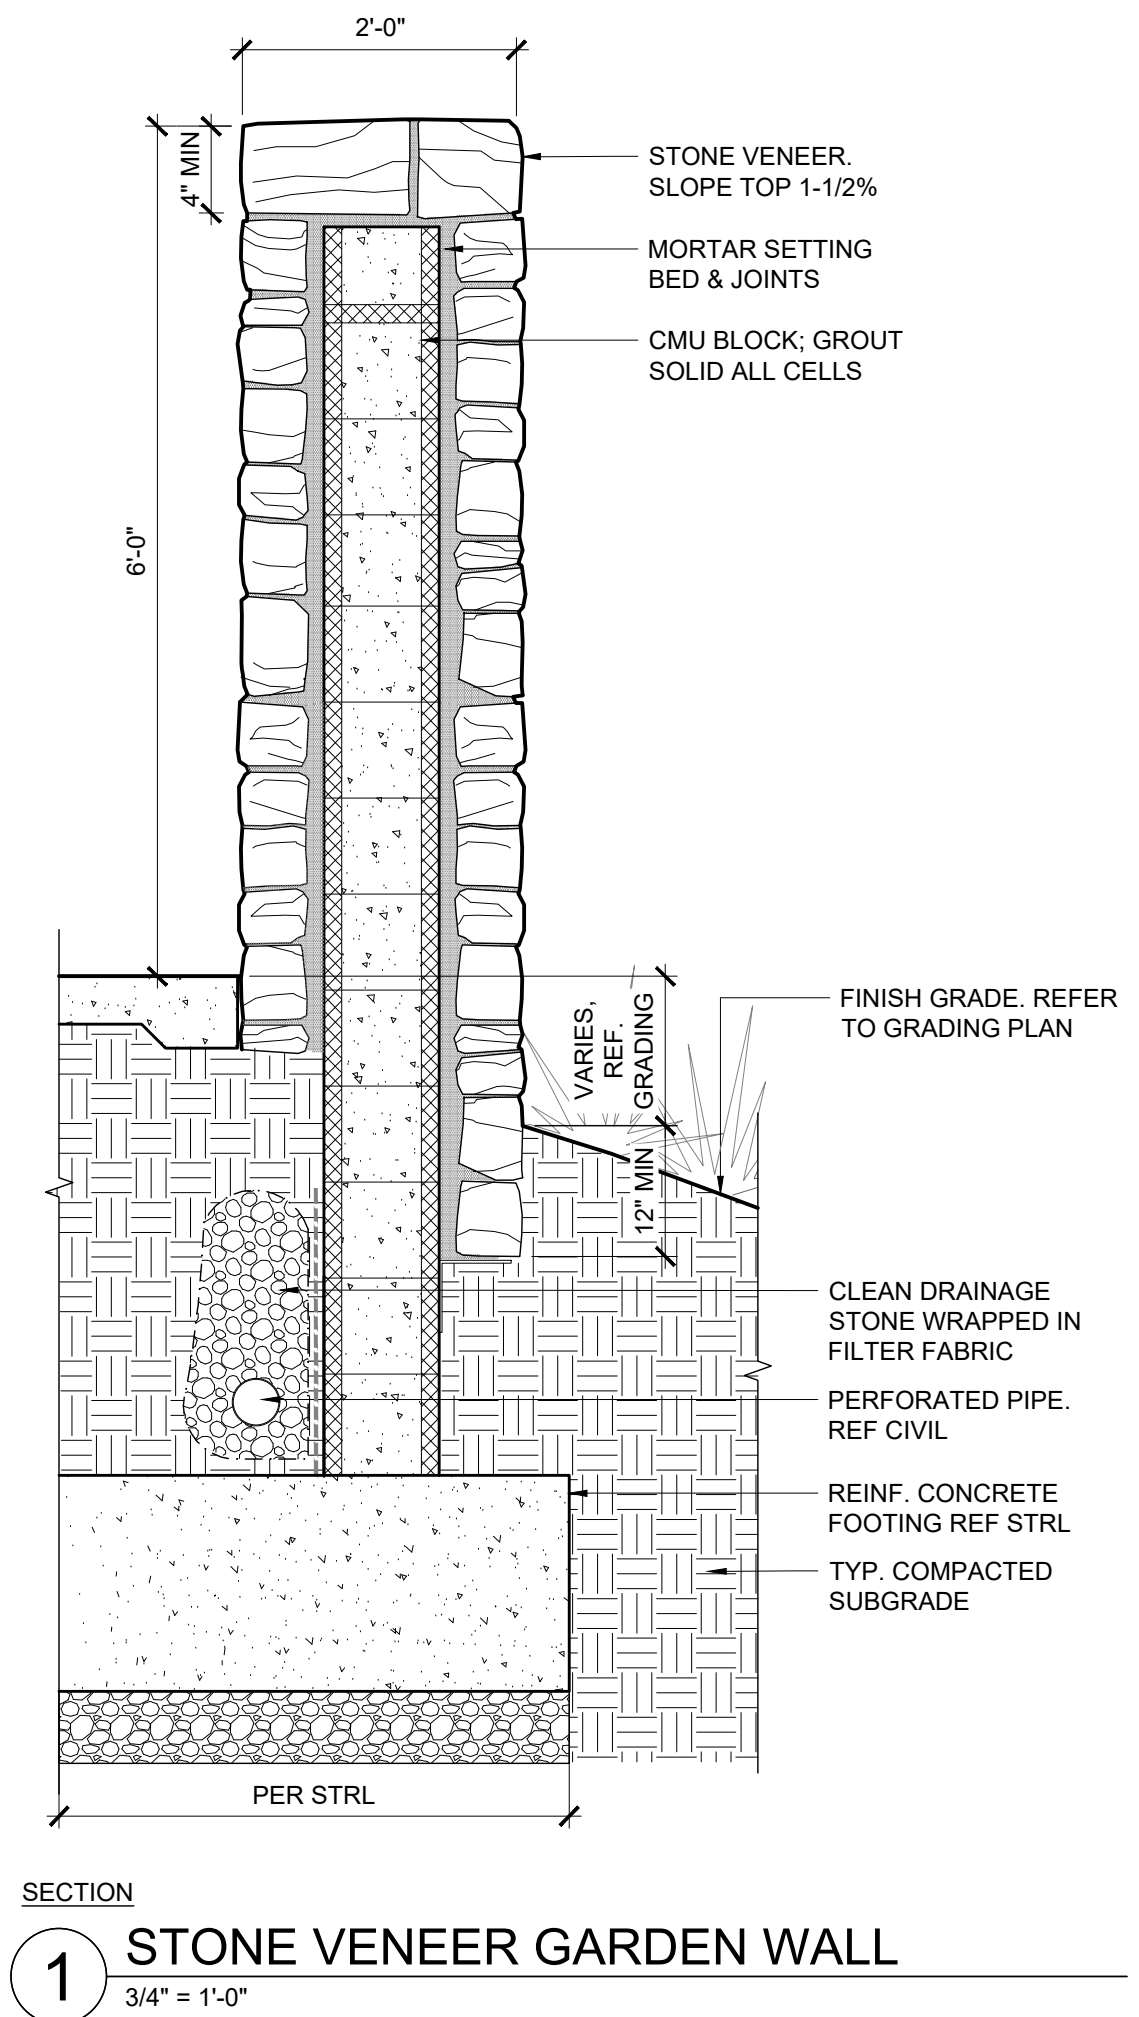 2'-0"
4" MIN
STONE VENEER.
SLOPE TOP 1-1/2%
MORTAR SETTING
BED & JOINTS
CMU BLOCK; GROUT
SOLID ALL CELLS
6'-0"
VARIES,
REF.
GRADING
FINISH GRADE. REFER
TO GRADING PLAN
12" MIN
CLEAN DRAINAGE
STONE WRAPPED IN
FILTER FABRIC
PERFORATED PIPE.
REF CIVIL
REINF. CONCRETE
FOOTING REF STRL
TYP. COMPACTED
SUBGRADE
PER STRL
SECTION
1
STONE VENEER GARDEN WALL
3/4" = 1'-0"